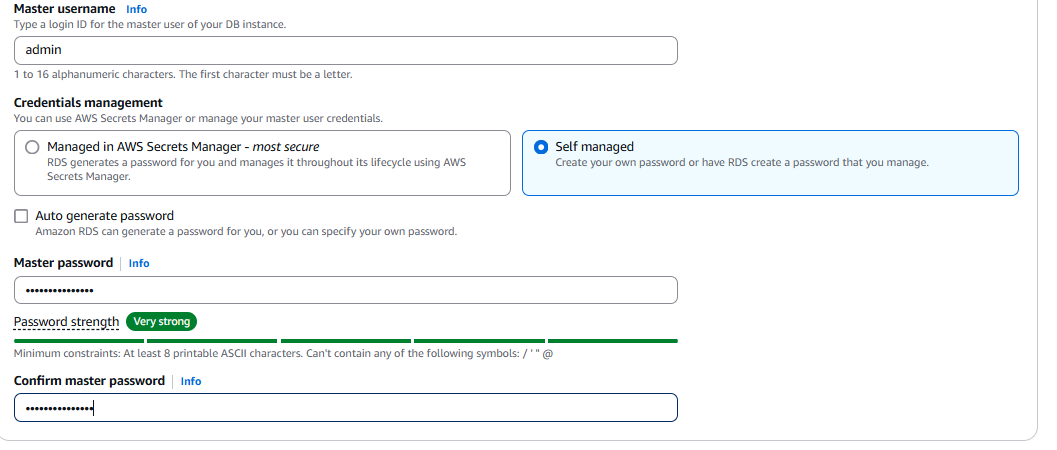 Master username Info
Type a login ID for the master user of your DB instance.
admin
1 to 16 alphanumeric characters. The first character must be a letter.
Credentials management
You can use AWS Secrets Manager or manage your master user credentials.
Managed in AWS Secrets Manager - most secure
RDS generates a password for you and manages it throughout its lifecycle using AWS
Secrets Manager.
Self managed
Create your own password or have RDS create a password that you manage.
Auto generate password
Amazon RDS can generate a password for you, or you can specify your own password.
Master password Info
•••••••••••••••
Password strength Very strong
Minimum constraints: At least 8 printable ASCII characters. Can't contain any of the following symbols: / ' " @
Confirm master password Info
•••••••••••••••